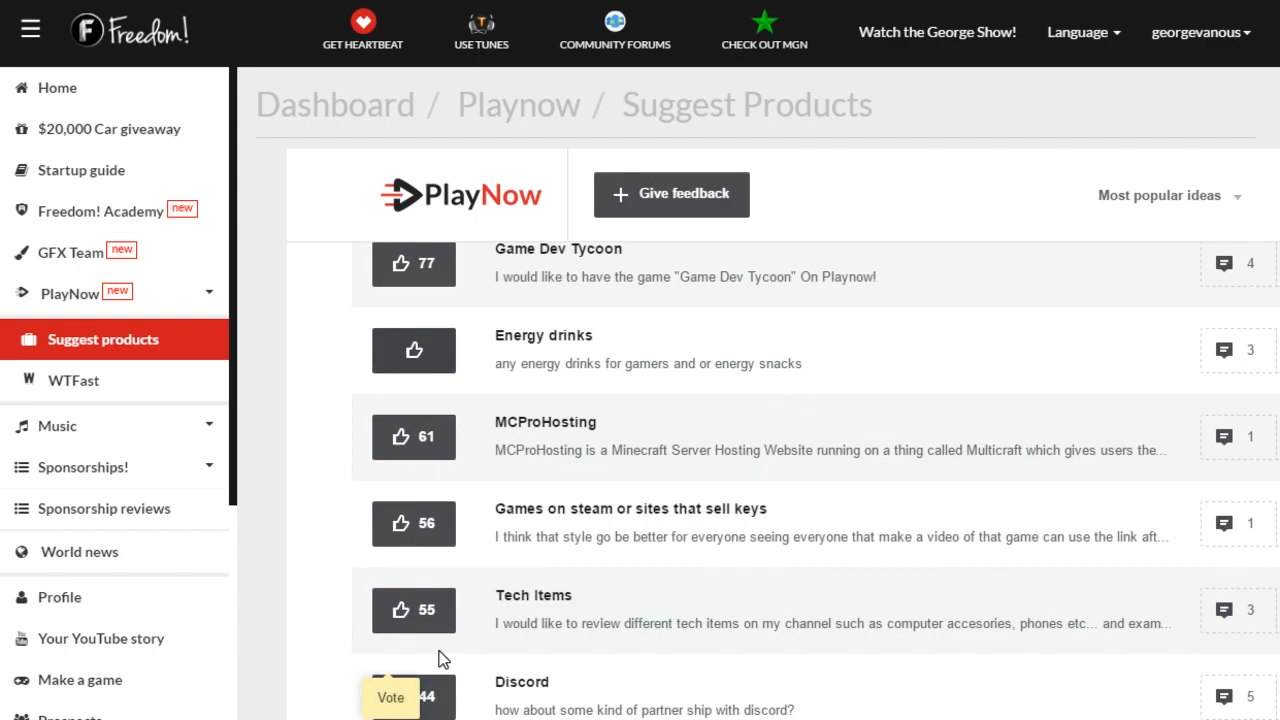 Freedom!
GET HEARTBEAT
USE TUNES
COMMUNITY FORUMS
CHECK OUT MGN
Watch the George Show!
Language
georgevanous
Home
$20,000 Car giveaway
Startup guide
Freedom! Academy new
GFX Team new
PlayNow new
Suggest products
WTFast
Music
Sponsorships!
Sponsorship reviews
World news
Profile
Your YouTube story
Make a game
Prospects
Dashboard / Playnow / Suggest Products
PlayNow
+ Give feedback
Most popular ideas
77
Game Dev Tycoon
I would like to have the game "Game Dev Tycoon" On Playnow!
4
Energy drinks
any energy drinks for gamers and or energy snacks
3
61
MCProHosting
MCProHosting is a Minecraft Server Hosting Website running on a thing called Multicraft which gives users the...
1
56
Games on steam or sites that sell keys
I think that style go be better for everyone seeing everyone that make a video of that game can use the link aft...
1
55
Tech Items
I would like to review different tech items on my channel such as computer accesories, phones etc... and exam...
3
Vote
44
Discord
how about some kind of partner ship with discord?
5